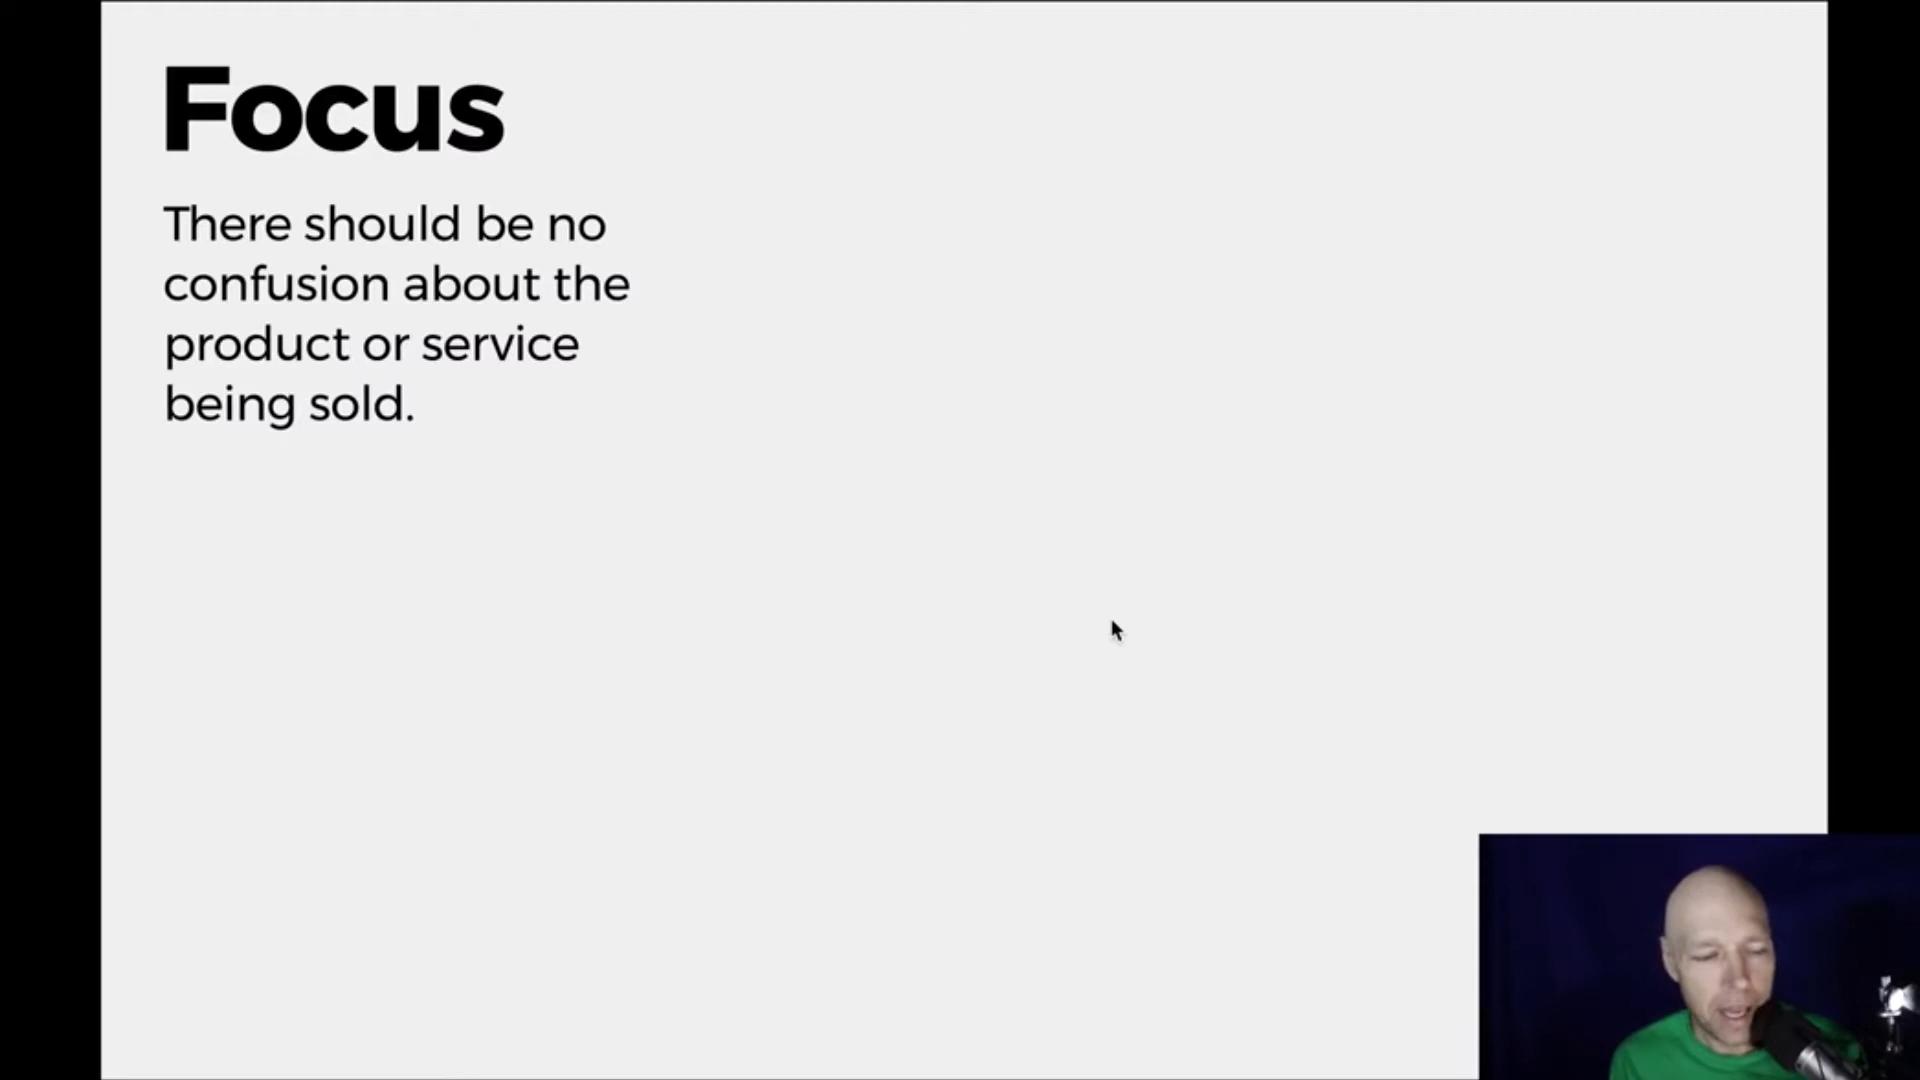 Focus
There should be no
confusion about the
product or service
being sold.